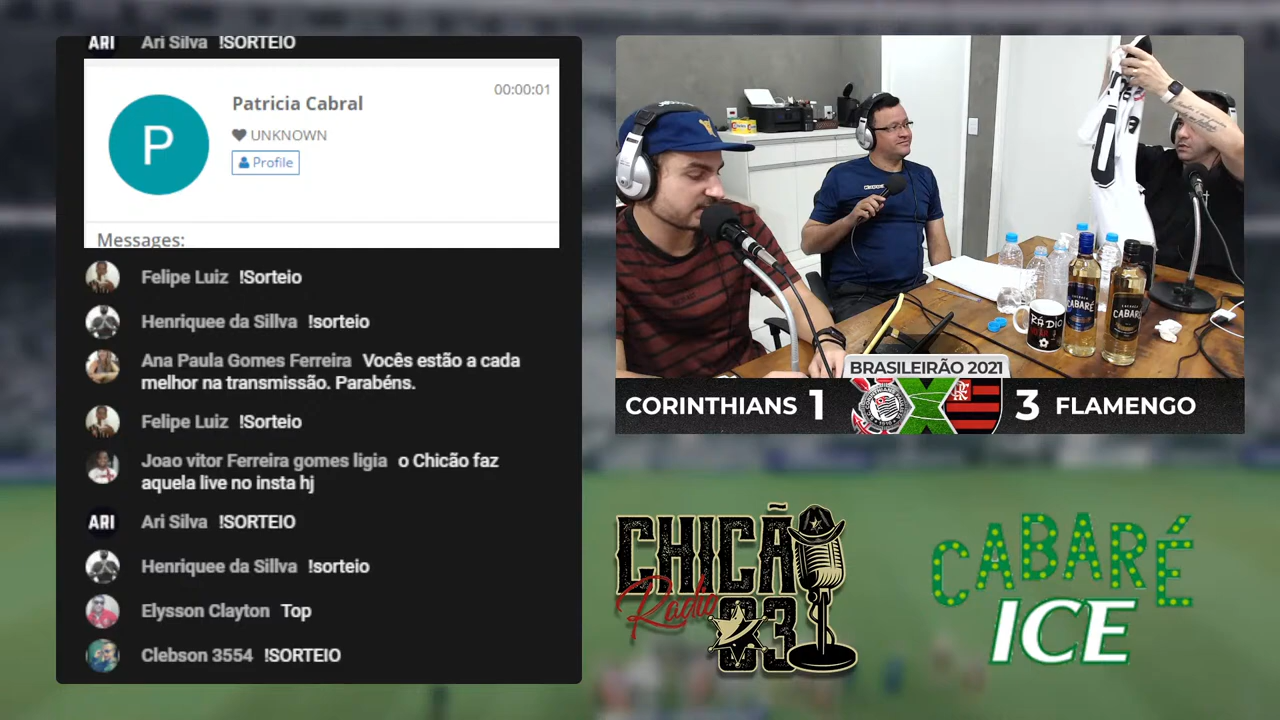 ARI Ari Silva !SORTEIO
00:00:01
P
Patricia Cabral
UNKNOWN
Profile
Messages:
Felipe Luiz !Sorteio
Henriquee da Sillva !sorteio
Ana Paula Gomes Ferreira Vocês estão a cada
melhor na transmissão. Parabéns.
Felipe Luiz !Sorteio
Joao vitor Ferreira gomes ligia o Chicão faz
aquela live no insta hj
ARI Ari Silva !SORTEIO
Henriquee da Sillva !sorteio
Elysson Clayton Top
Clebson 3554 !SORTEIO
CABARÉ
CABARÉ
RÁDIO
BRASILEIRÃO 2021
CORINTHIANS 1 3 FLAMENGO
CHICÃO
Radio
93
CABARÉ
ICE